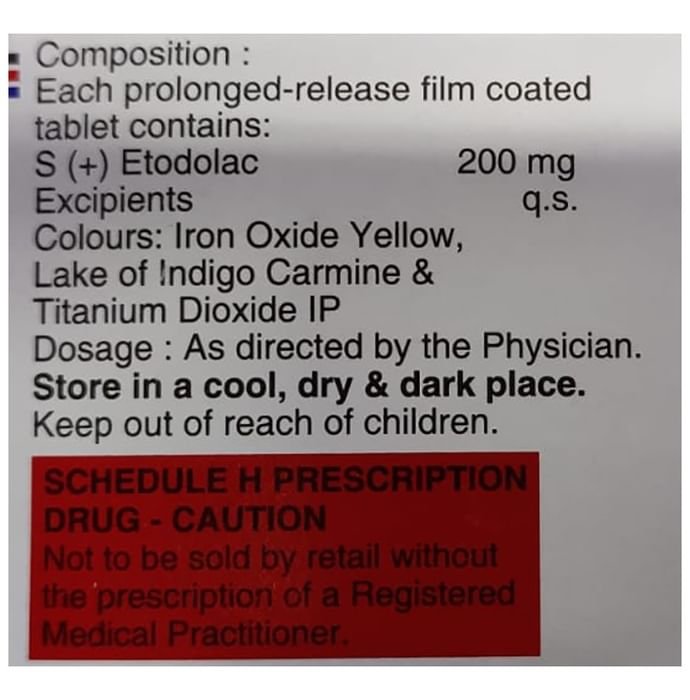 Composition :
Each prolonged-release film coated
tablet contains:
S (+) Etodolac 200 mg
Excipients q.s.
Colours: Iron Oxide Yellow,
Lake of Indigo Carmine &
Titanium Dioxide IP
Dosage : As directed by the Physician.
Store in a cool, dry & dark place.
Keep out of reach of children.
SCHEDULE H PRESCRIPTION
DRUG - CAUTION
Not to be sold by retail without
the prescription of a Registered
Medical Practitioner.